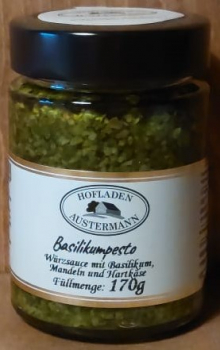 HOFLADEN
AUSTERMANN
Basilikumpesto
Würzsauce mit Basilikum,
Mandeln und Hartkäse
Füllmenge: 170g